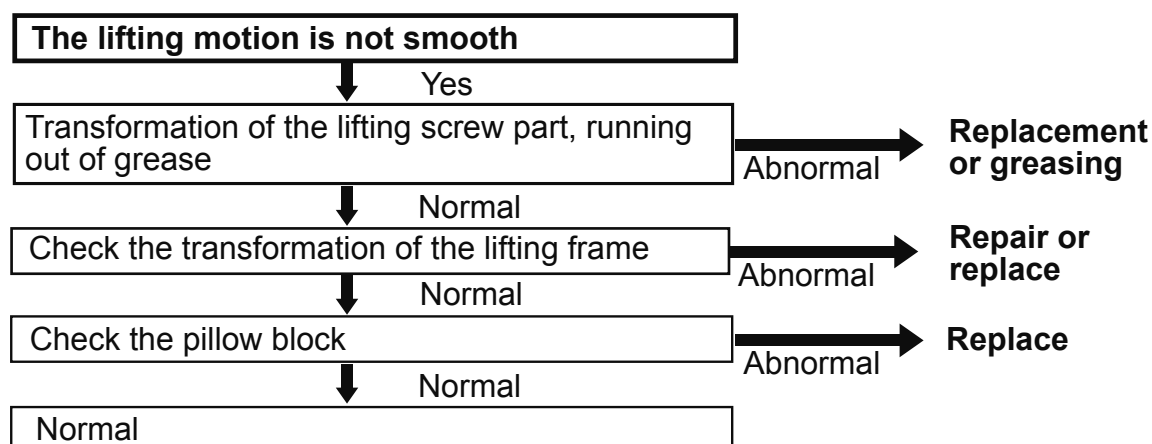 The lifting motion is not smooth
Yes
Transformation of the lifting screw part, running
out of grease
Abnormal
Replacement
or greasing
Normal
Check the transformation of the lifting frame
Abnormal
Repair or
replace
Normal
Check the pillow block
Abnormal
Replace
Normal
Normal